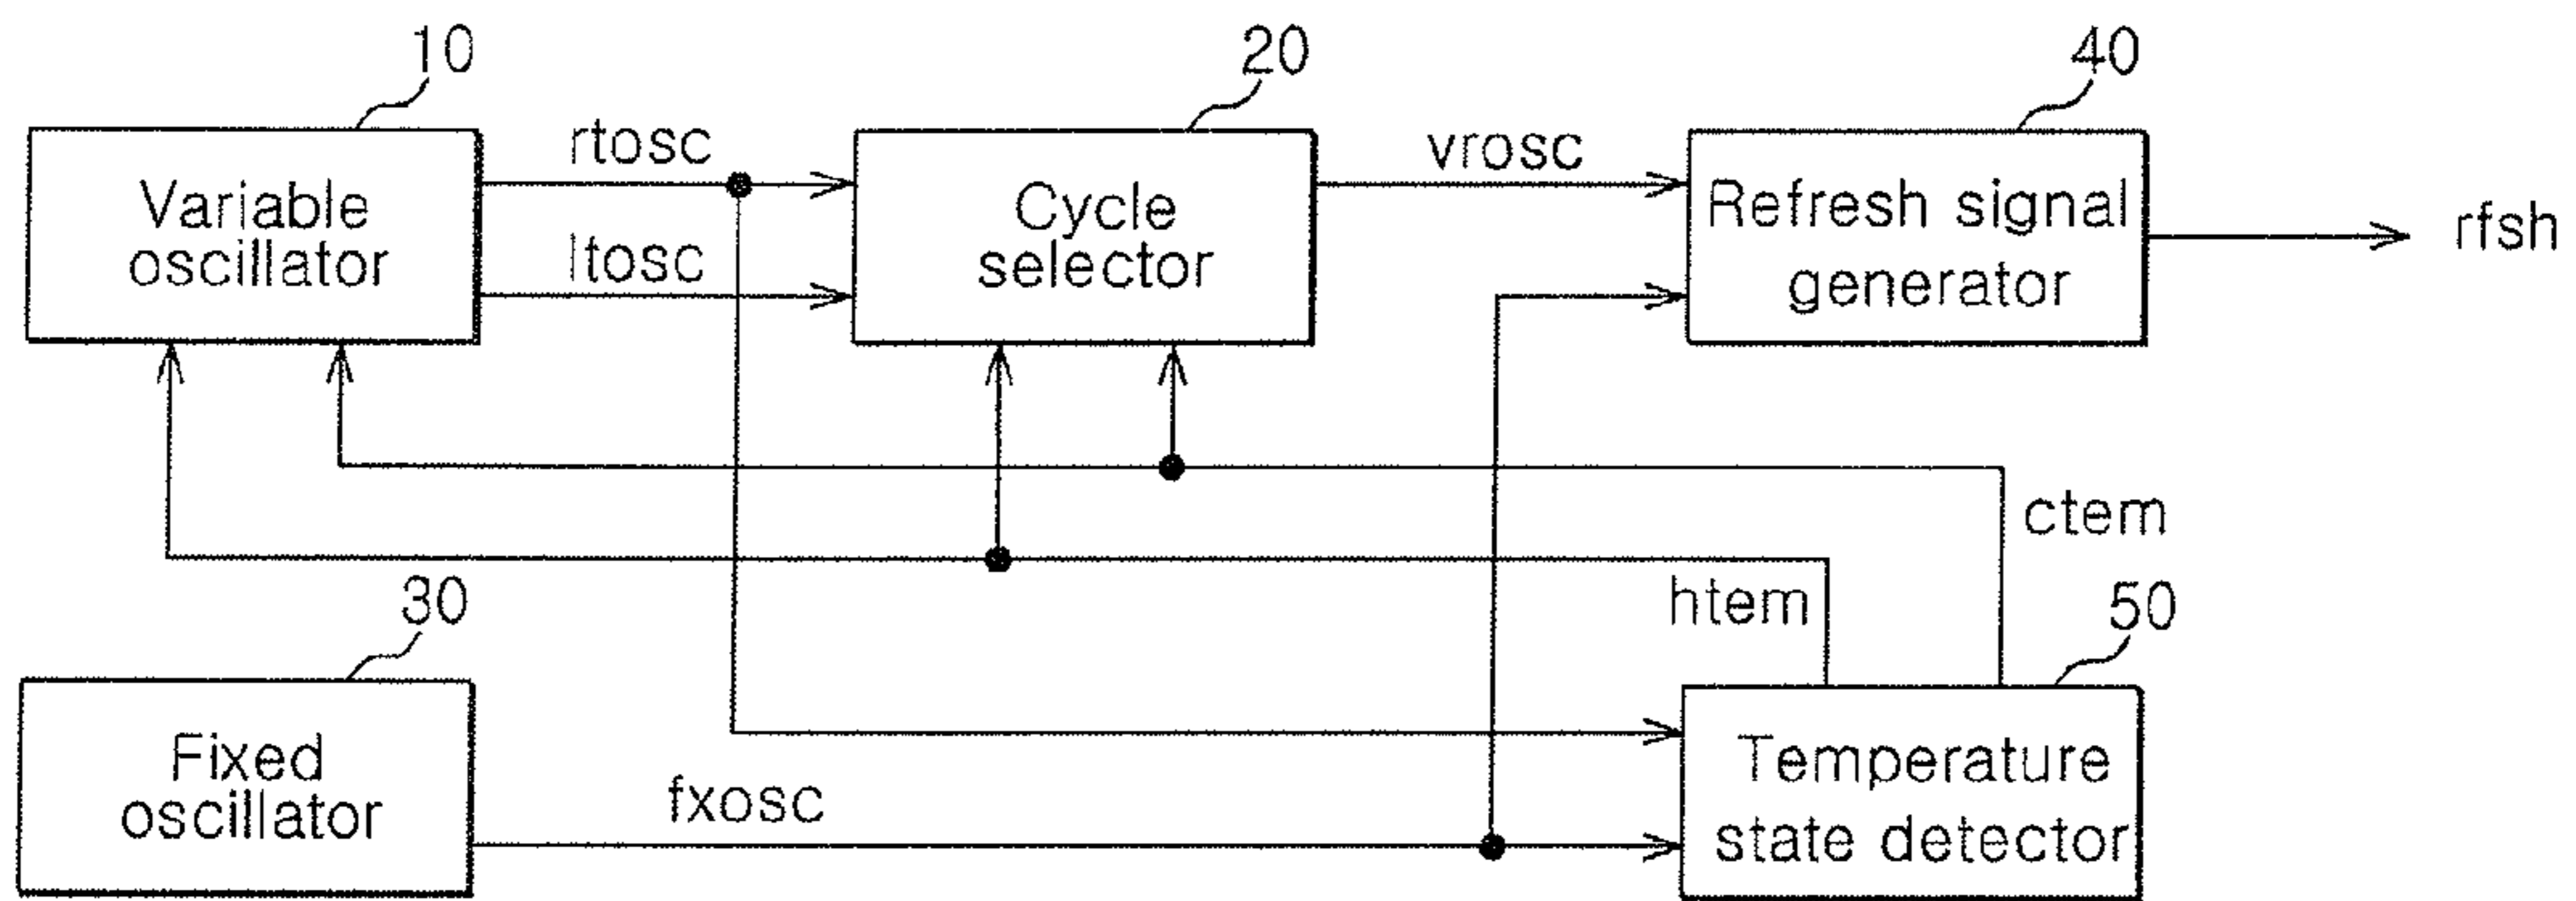 10
20
40
Variable
oscillator
rtosc
ltosc
Cycle
selector
vrosc
Refresh signal
generator
rfsh
ctem
htem
30
50
Fixed
oscillator
fxosc
Temperature
state detector